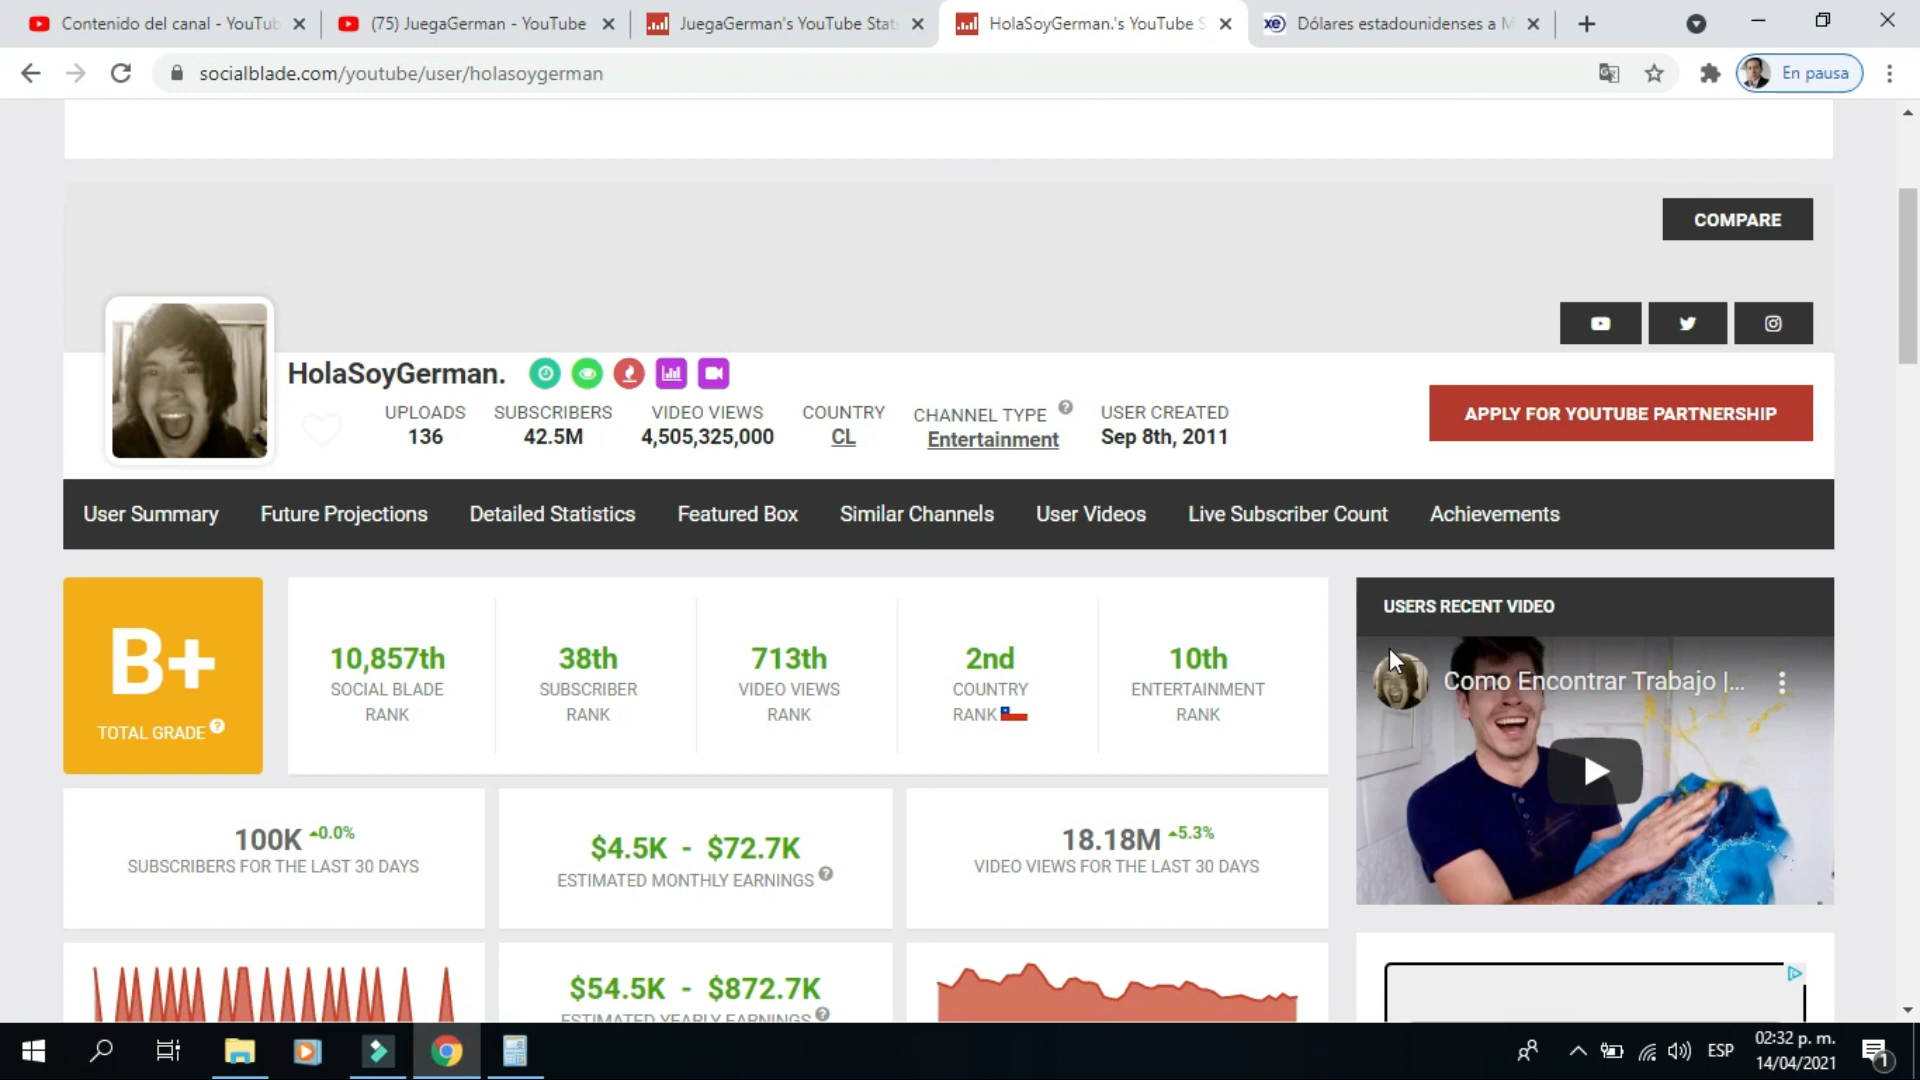 Contenido del canal - YouTub
(75) JuegaGerman - YouTube
JuegaGerman's YouTube Stat
HolaSoyGerman.'s YouTube S
xe
Dólares estadounidenses a M
socialblade.com/youtube/user/holasoygerman
En pausa
COMPARE
HolaSoyGerman.
UPLOADS
136
SUBSCRIBERS
42.5M
VIDEO VIEWS
4,505,325,000
COUNTRY
CL
CHANNEL TYPE ?
Entertainment
USER CREATED
Sep 8th, 2011
APPLY FOR YOUTUBE PARTNERSHIP
User Summary
Future Projections
Detailed Statistics
Featured Box
Similar Channels
User Videos
Live Subscriber Count
Achievements
B+
TOTAL GRADE ?
10,857th
SOCIAL BLADE
RANK
38th
SUBSCRIBER
RANK
713th
VIDEO VIEWS
RANK
2nd
COUNTRY
RANK
10th
ENTERTAINMENT
RANK
USERS RECENT VIDEO
Como Encontrar Trabajo |...
100K 0.0%
SUBSCRIBERS FOR THE LAST 30 DAYS
$4.5K - $72.7K
ESTIMATED MONTHLY EARNINGS ?
18.18M 5.3%
VIDEO VIEWS FOR THE LAST 30 DAYS
$54.5K - $872.7K
ESTIMATED YEARLY EARNINGS ?
ESP
02:32 p. m.
14/04/2021
1